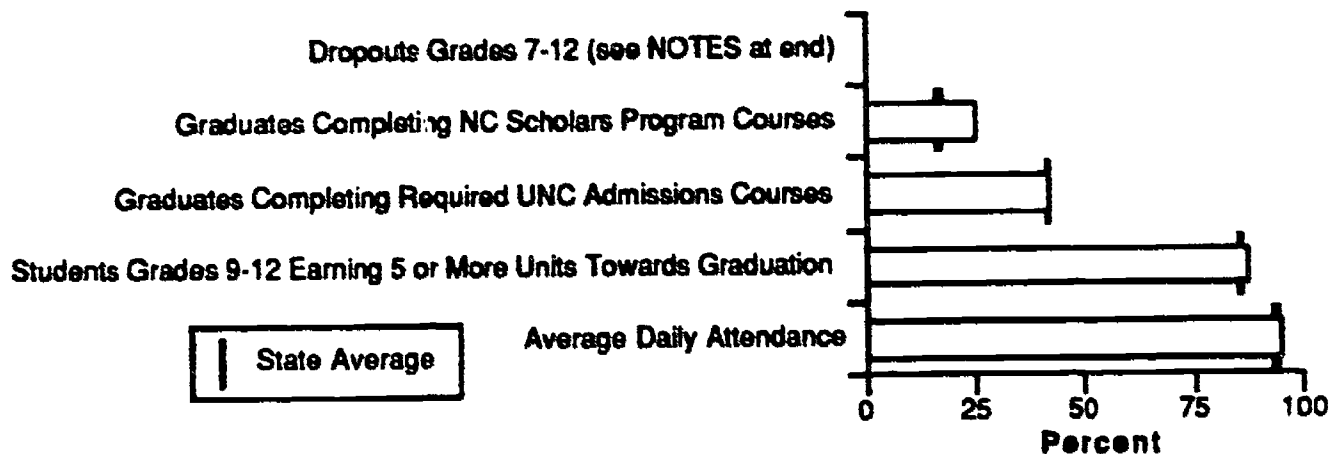 Dropouts Grades 7-12 (see NOTES at end)
Graduates Completing NC Scholars Program Courses
Graduates Completing Required UNC Admissions Courses
Students Grades 9-12 Earning 5 or More Units Towards Graduation
Average Daily Attendance
State Average
0 25 50 75 100
Percent